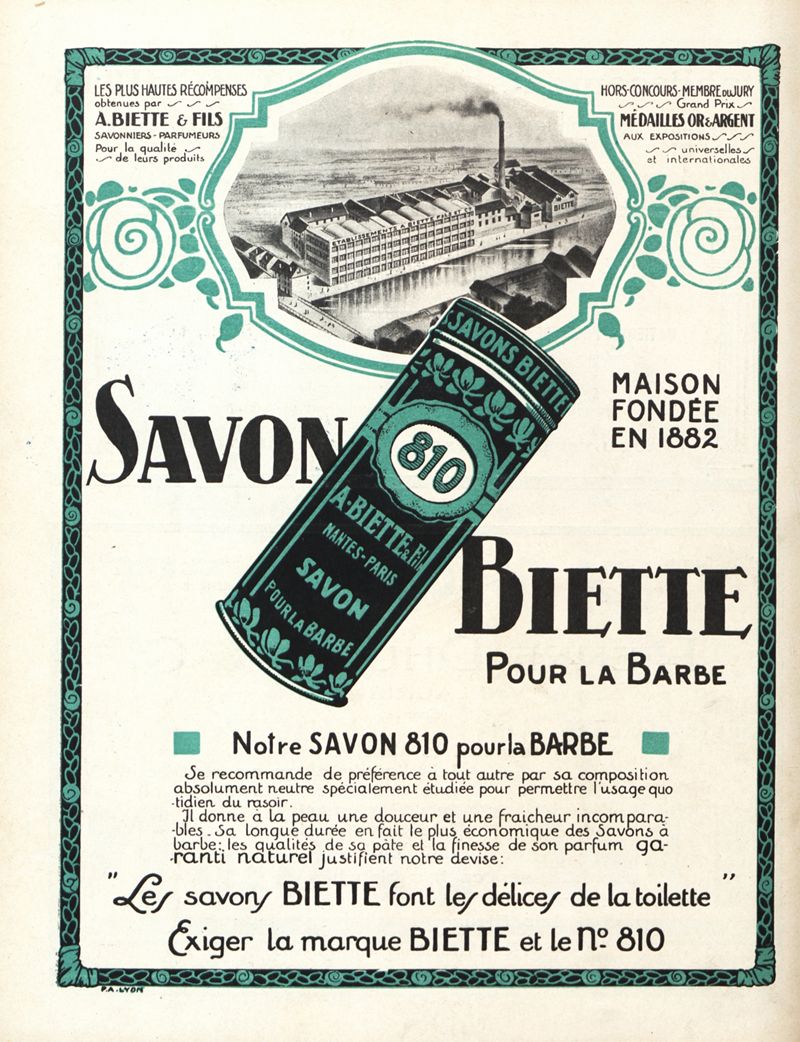 LES PLUS HAUTES RÉCOMPENSES
obtenues par
A. BIETTE & FILS
SAVONNIERS-PARFUMEURS
Pour la qualité
de leurs produits
HORS-CONCOURS-MEMBRE DU JURY
Grand Prix
MÉDAILLES OR & ARGENT
AUX EXPOSITIONS
universelles
et internationales
BIETTE
ETABLISSEMENTS A. BIETTE FILS
SAVONS BIETTE
810
A. BIETTE & FILS
NANTES-PARIS
SAVON
POUR LA BARBE
MAISON
FONDÉE
EN 1882
SAVON
BIETTE
POUR LA BARBE
Notre SAVON 810 pour la BARBE
Se recommande de préférence à tout autre par sa composition
absolument neutre spécialement étudiée pour permettre l'usage quo
-tidien du rasoir.
Il donne à la peau une douceur et une fraicheur incompara-
-bles. Sa longue durée en fait le plus économique des Savons à
barbe; les qualités de sa pâte et la finesse de son parfum ga-
-ranti naturel justifient notre devise:
"Les savons BIETTE font les délices de la toilette"
Exiger la marque BIETTE et le No 810
P.A.-LYON